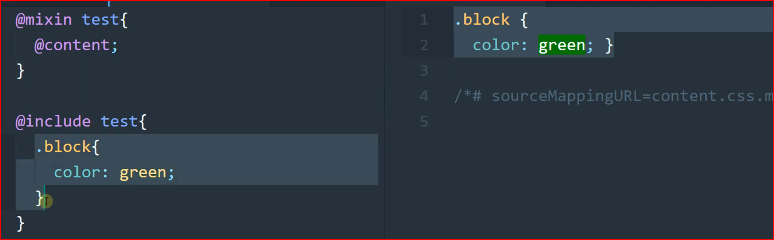 @mixin test{
@content;
}
@include test{
.block{
color: green;
}
}
1 .block {
2 color: green; }
3
4 /*# sourceMappingURL=content.css.m
5